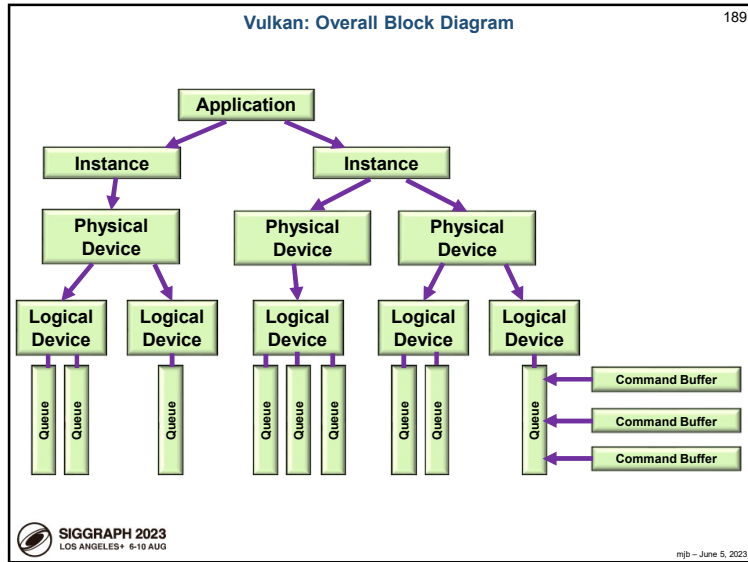 Vulkan: Overall Block Diagram
189
Application
Instance
Instance
Physical
Device
Physical
Device
Physical
Device
Logical
Device
Logical
Device
Logical
Device
Logical
Device
Logical
Device
Queue
Queue
Queue
Queue
Queue
Queue
Queue
Queue
Queue
Command Buffer
Command Buffer
Command Buffer
SIGGRAPH 2023
LOS ANGELES+ 6-10 AUG
mjb – June 5, 2023